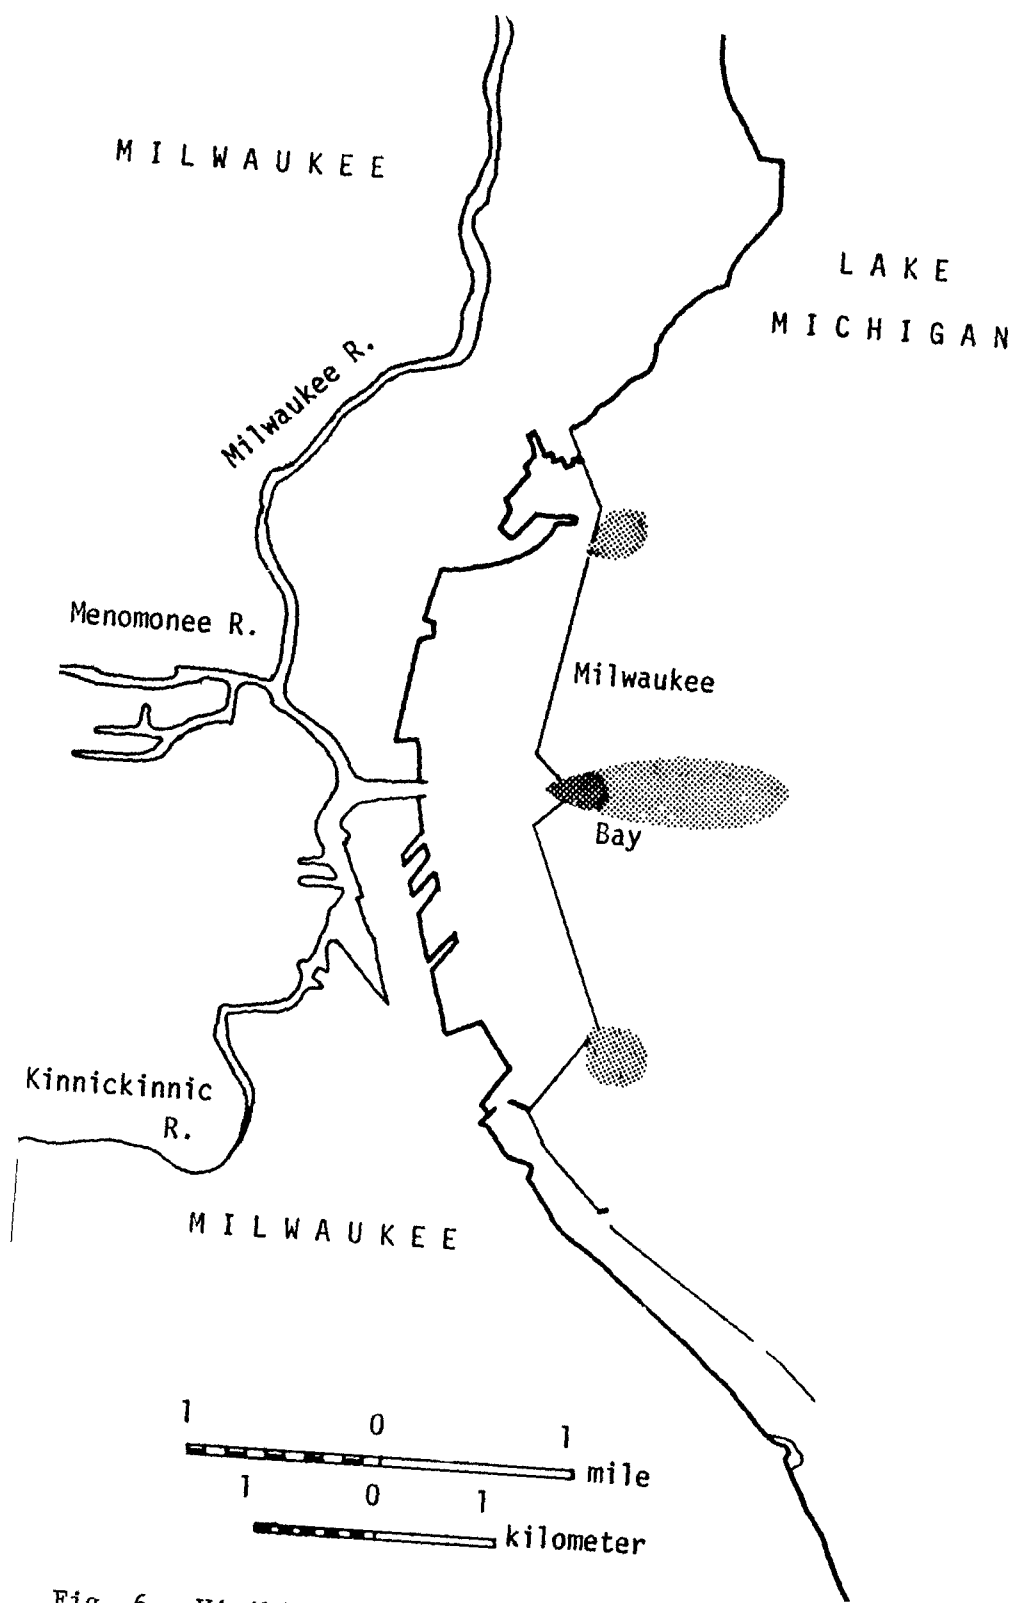 MILWAUKEE
LAKE
MICHIGAN
Milwaukee R.
Menomonee R.
Milwaukee
Bay
Kinnickinnic
R.
MILWAUKEE
1 0 1
mile
1 0 1
kilometer
Fig. 6